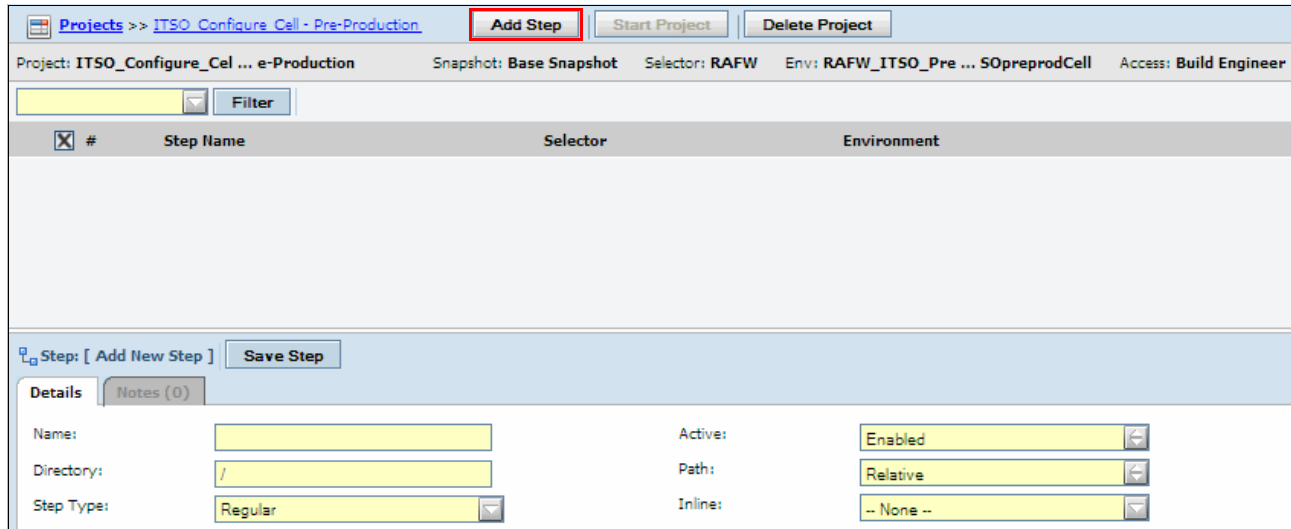 Projects >> ITSO_Configure_Cell - Pre-Production Add Step Start Project Delete Project
Project: ITSO_Configure_Cel ... e-Production Snapshot: Base Snapshot Selector: RAFW Env: RAFW_ITSO_Pre ... SOpreprodCell Access: Build Engineer
Filter
# Step Name Selector Environment
Step: [ Add New Step ] Save Step
Details Notes (0)
Name: Active: Enabled
Directory: / Path: Relative
Step Type: Regular Inline: -- None --